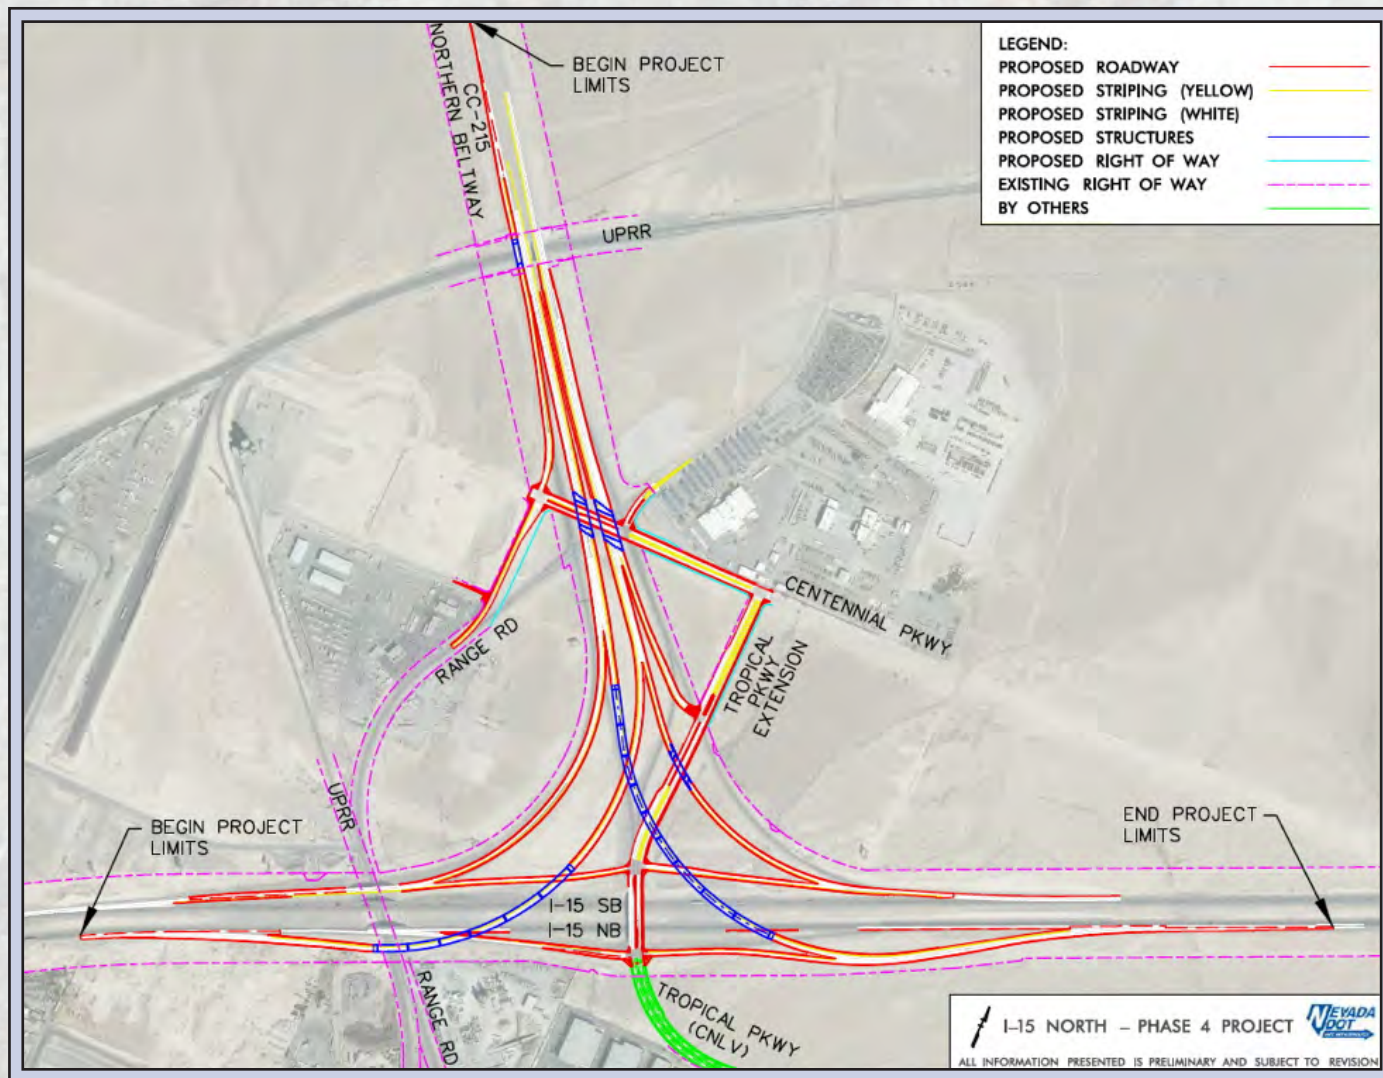 BEGIN PROJECT
LIMITS
NORTHERN BELTWAY
CC-215
LEGEND:
PROPOSED ROADWAY
PROPOSED STRIPING (YELLOW)
PROPOSED STRIPING (WHITE)
PROPOSED STRUCTURES
PROPOSED RIGHT OF WAY
EXISTING RIGHT OF WAY
BY OTHERS
UPRR
CENTENNIAL PKWY
RANGE RD
TROPICAL
PKWY
EXTENSION
UPRR
BEGIN PROJECT
LIMITS
END PROJECT
LIMITS
I-15 SB
I-15 NB
RANGE RD
TROPICAL PKWY
(CNLV)
I-15 NORTH - PHASE 4 PROJECT
NEVADA
DOT
ALL INFORMATION PRESENTED IS PRELIMINARY AND SUBJECT TO REVISION